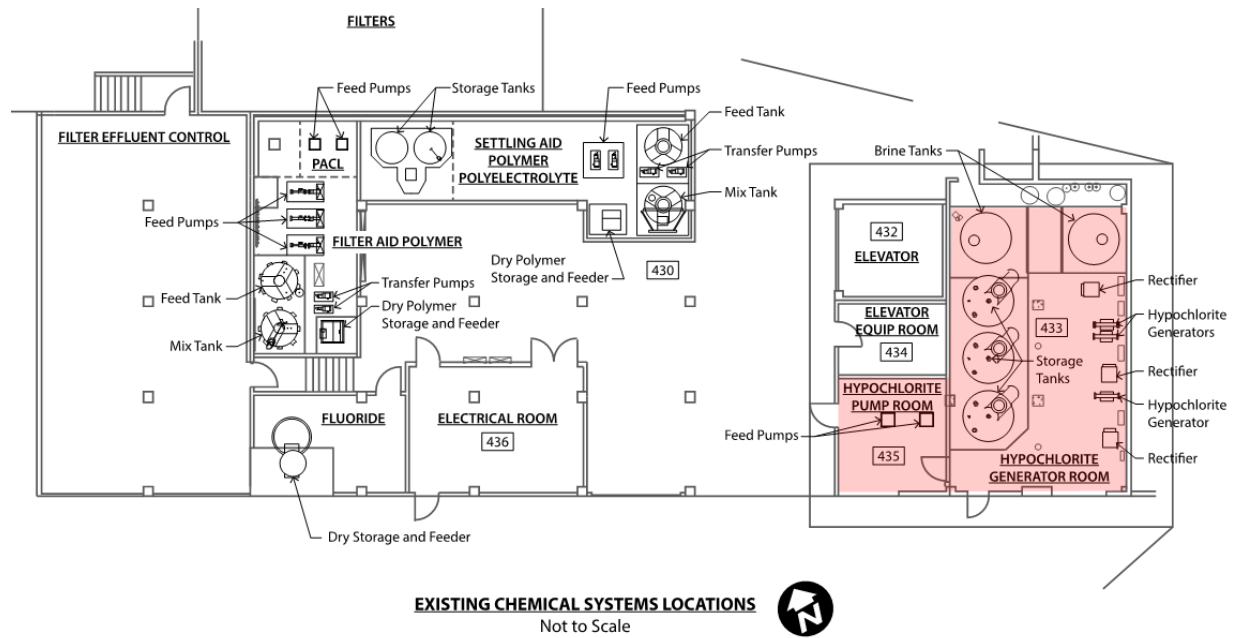 FILTERS
Feed Pumps
Storage Tanks
Feed Pumps
Feed Tank
FILTER EFFLUENT CONTROL
PACL
SETTLING AID
POLYMER
POLYELECTROLYTE
Transfer Pumps
Mix Tank
Brine Tanks
Feed Pumps
FILTER AID POLYMER
432
ELEVATOR
Dry Polymer
Storage and Feeder
430
Feed Tank
Transfer Pumps
Dry Polymer
Storage and Feeder
Mix Tank
Rectifier
ELEVATOR
EQUIP ROOM
434
433
Hypochlorite
Generators
Storage
Tanks
Rectifier
HYPOCHLORITE
PUMP ROOM
Hypochlorite
Generator
FLUORIDE
ELECTRICAL ROOM
436
Feed Pumps
435
HYPOCHLORITE
GENERATOR ROOM
Rectifier
Dry Storage and Feeder
EXISTING CHEMICAL SYSTEMS LOCATIONS
Not to Scale
N